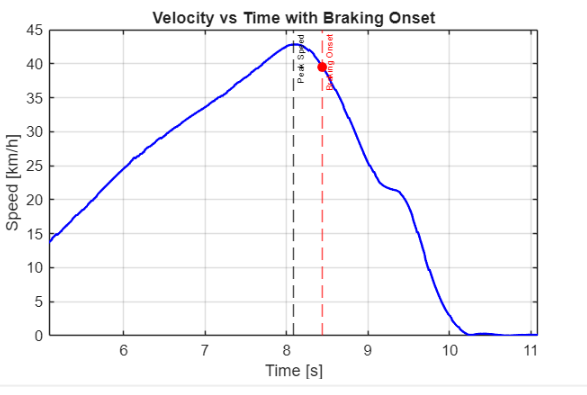 Velocity vs Time with Braking Onset
45
40
35
30
25
20
15
10
5
0
Speed [km/h]
Peak Speed
Braking Onset
6 7 8 9 10 11
Time [s]